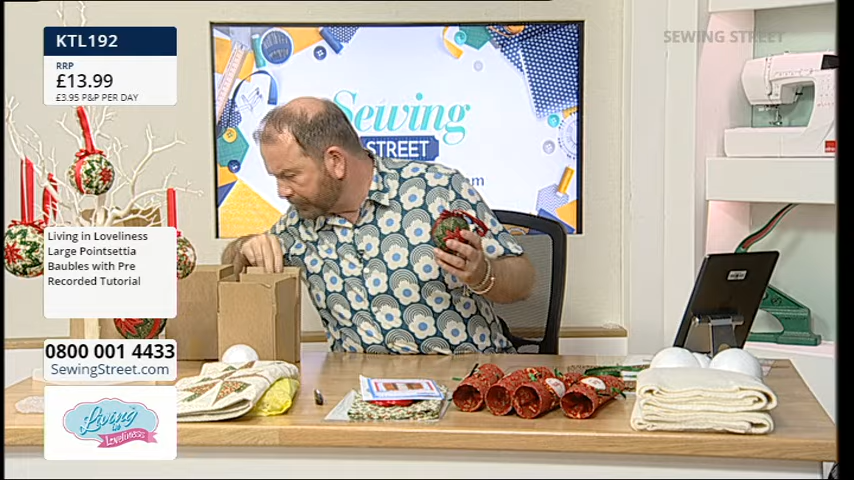 KTL192
RRP
£13.99
£3.95 P&P PER DAY
SEWING STREET
Sewing
STREET
Living in Loveliness
Large Pointsettia
Baubles with Pre
Recorded Tutorial
0800 001 4433
SewingStreet.com
Living
in
Loveliness